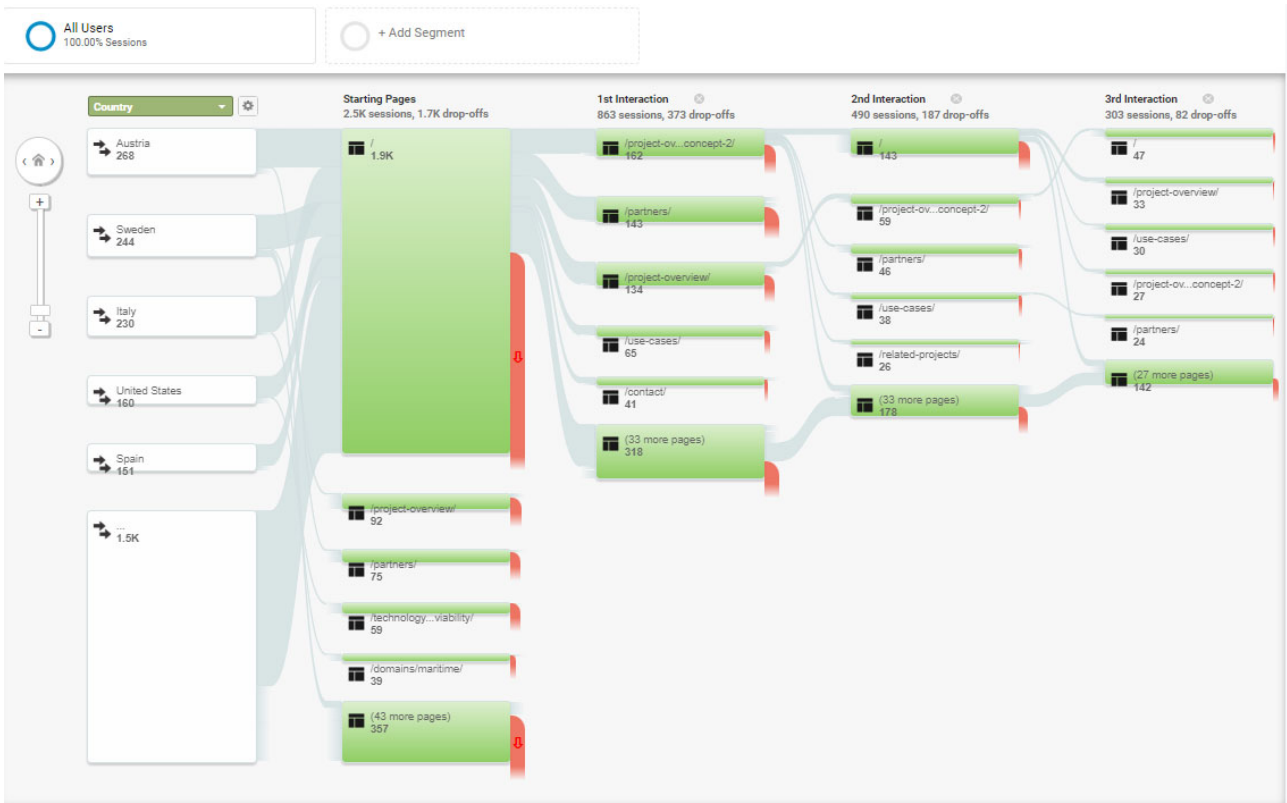 All Users
100.00% Sessions
+ Add Segment
Country
Austria
268
Sweden
244
Italy
230
United States
160
Spain
151
...
1.5K
Starting Pages
2.5K sessions, 1.7K drop-offs
/
1.9K
/project-overview/
92
/partners/
75
/technology...viability/
59
/domains/maritime/
39
(43 more pages)
357
1st Interaction
863 sessions, 373 drop-offs
/project-ov...concept-2/
162
/partners/
143
/project-overview/
134
/use-cases/
65
/contact/
41
(33 more pages)
318
2nd Interaction
490 sessions, 187 drop-offs
/
143
/project-ov...concept-2/
59
/partners/
46
/use-cases/
38
/related-projects/
26
(33 more pages)
178
3rd Interaction
303 sessions, 82 drop-offs
/
47
/project-overview/
33
/use-cases/
30
/project-ov...concept-2/
27
/partners/
24
(27 more pages)
142